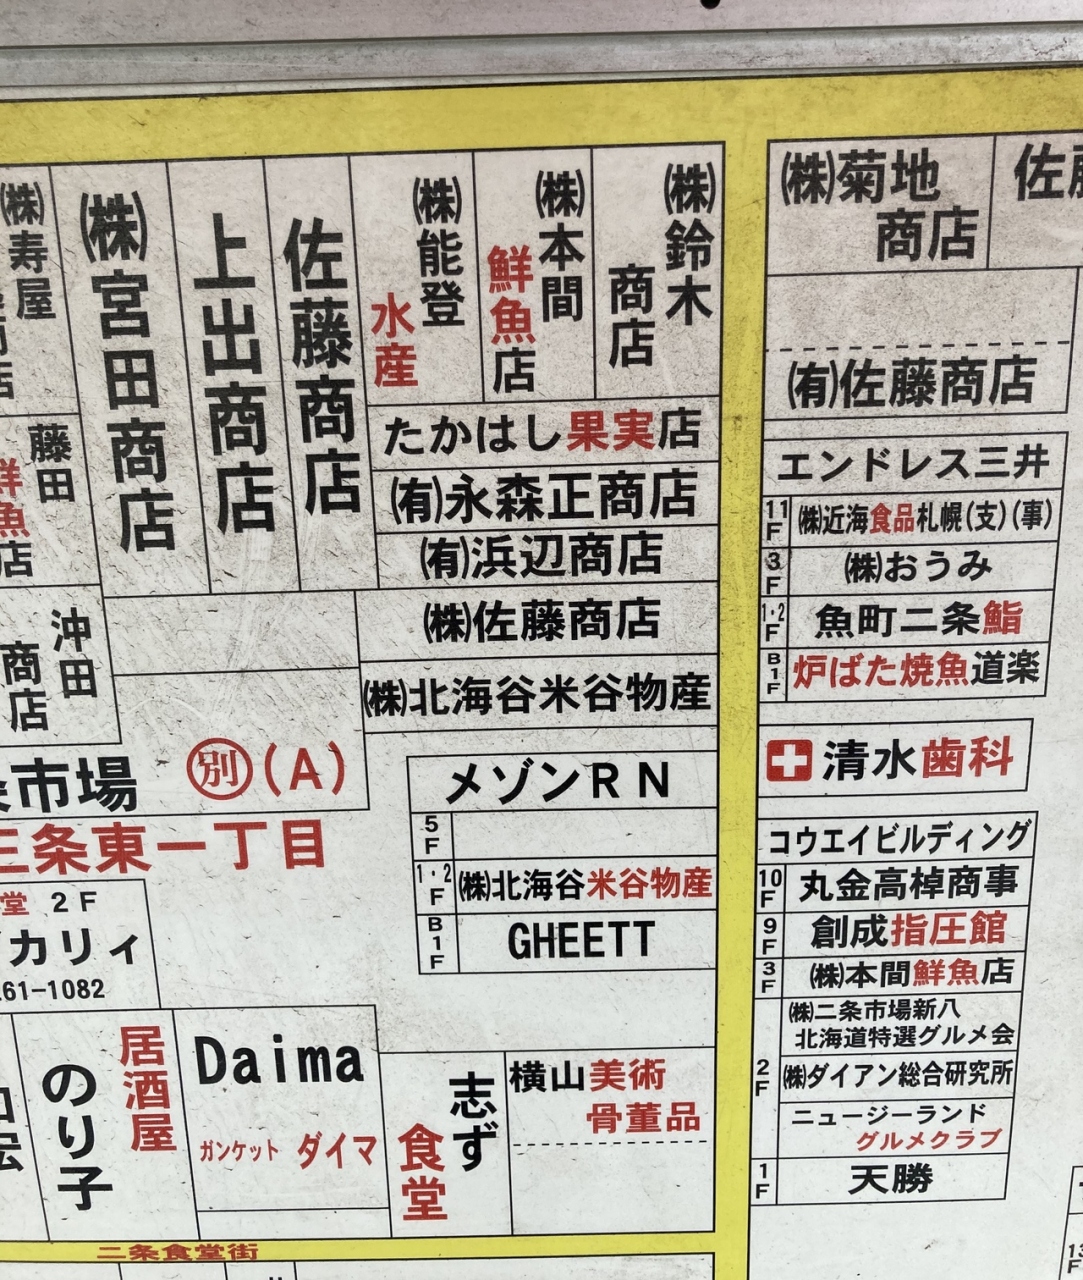 ㈱寿屋
㈱宮田商店
上出商店
佐藤商店
㈱能登
水産
㈱本間
鮮魚店
㈱鈴木
商店
㈱菊地
商店
たかはし果実店
㈲永森正商店
㈲浜辺商店
㈱佐藤商店
㈱北海谷米谷物産
㈲佐藤商店
藤田
鮮魚店
沖田
商店
市場 別(A)
三条東一丁目
堂 2F
カリィ
61-1082
メゾンRN
5F
1・2F ㈱北海谷米谷物産
B1F GHEETT
エンドレス三井
11F ㈱近海食品札幌(支)(事)
3F ㈱おうみ
1・2F 魚町二条鮨
B1F 炉ばた焼魚道楽
清水歯科
コウエイビルディング
10F 丸金高棹商事
9F 創成指圧館
3F ㈱本間鮮魚店
㈱二条市場新八
北海道特選グルメ会
2F ㈱ダイアン総合研究所
ニュージーランド
グルメクラブ
1F 天勝
居酒屋
のり子
Daima
ガンケット ダイマ
志ず
食堂
横山美術
骨董品
二条食堂街